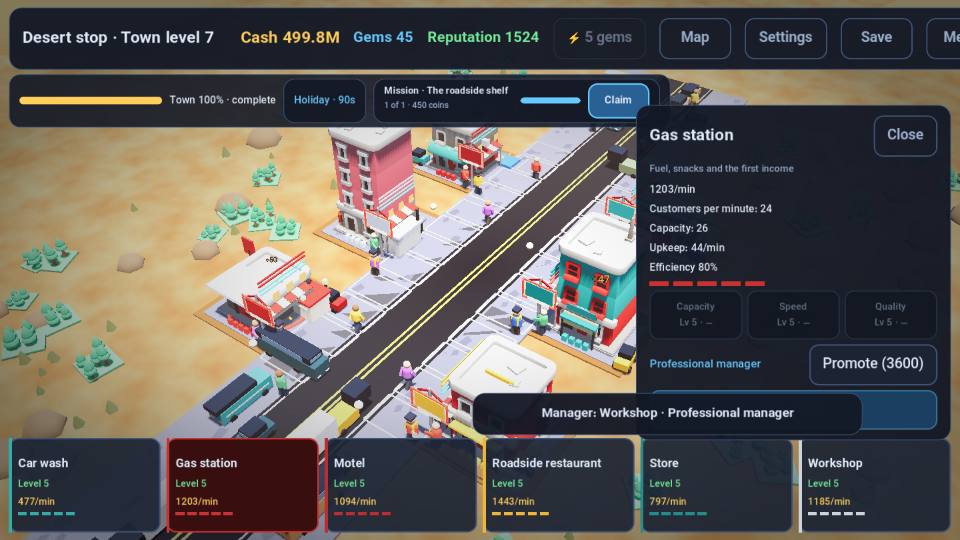 Desert stop · Town level 7
Cash 499.8M
Gems 45
Reputation 1524
⚡ 5 gems
Map
Settings
Save
Town 100% · complete
Holiday · 90s
Mission · The roadside shelf
1 of 1 · 450 coins
Claim
Gas station
Close
Fuel, snacks and the first income
1203/min
Customers per minute: 24
Capacity: 26
Upkeep: 44/min
Efficiency 80%
Capacity
Lv 5 · –
Speed
Lv 5 · –
Quality
Lv 5 · –
Professional manager
Promote (3600)
Manager: Workshop · Professional manager
Car wash
Level 5
477/min
Gas station
Level 5
1203/min
Motel
Level 5
1094/min
Roadside restaurant
Level 5
1443/min
Store
Level 5
797/min
Workshop
Level 5
1185/min